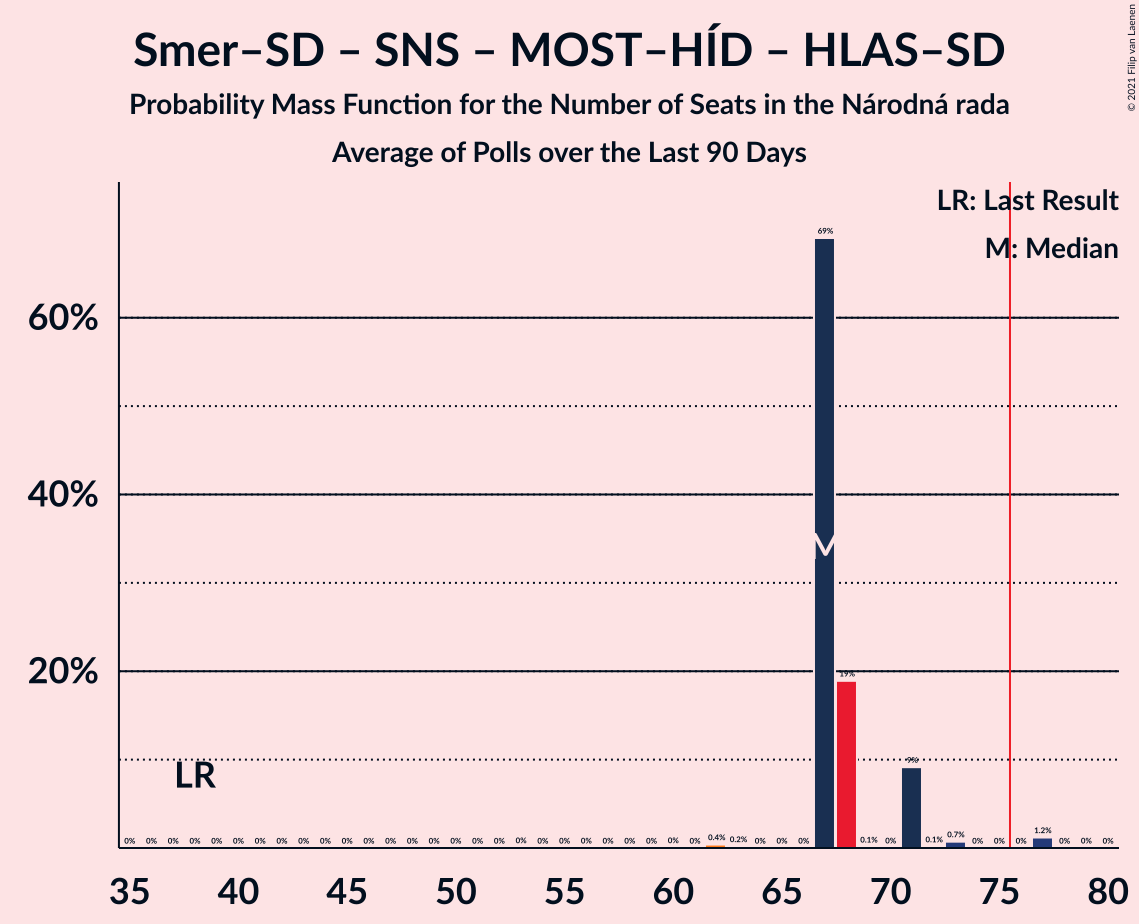 © 2021 Filip van Laenen
Smer–SD – SNS – MOST–HÍD – HLAS–SD
Probability Mass Function for the Number of Seats in the Národná rada
Average of Polls over the Last 90 Days
LR: Last Result
M: Median
69%
60%
40%
M
20%
19%
9%
LR
0% 0% 0% 0% 0% 0% 0% 0% 0% 0% 0% 0% 0% 0% 0% 0% 0% 0% 0% 0% 0% 0% 0% 0% 0% 0% 0% 0.4% 0.2% 0% 0% 0% 0.1% 0% 0.1% 0.7% 0% 0% 0% 1.2% 0% 0% 0%
35 40 45 50 55 60 65 70 75 80